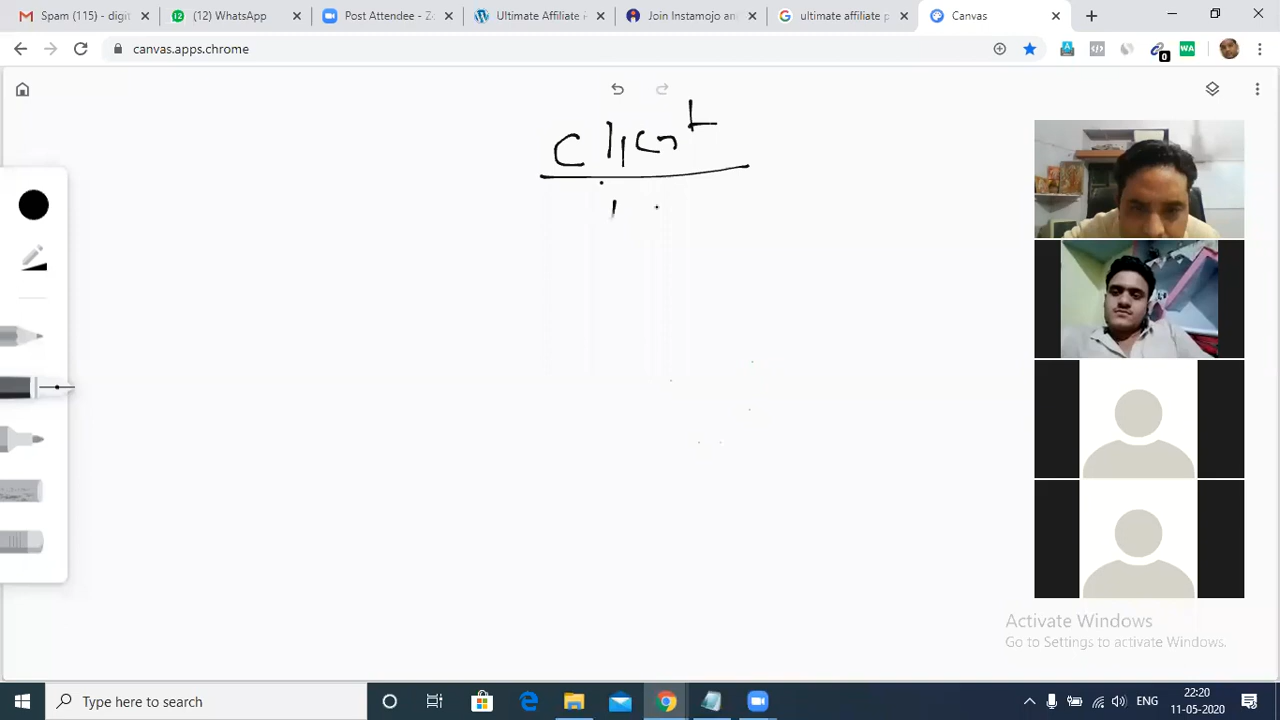 Spam (115) - digit
(12) WhatsApp
Post Attendee - Zo
Ultimate Affiliate P
Join Instamojo an
ultimate affiliate p
Canvas
canvas.apps.chrome
0
WA
Client
Activate Windows
Go to Settings to activate Windows.
Type here to search
ENG
22:20
11-05-2020